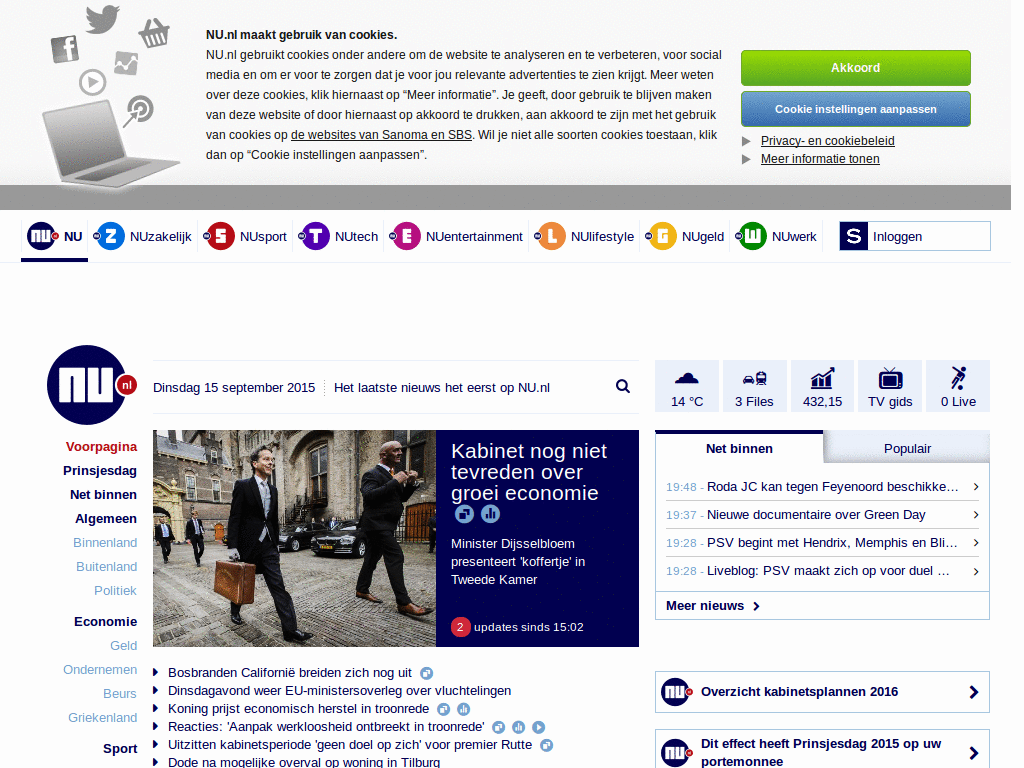 NU.nl maakt gebruik van cookies.
NU.nl gebruikt cookies onder andere om de website te analyseren en te verbeteren, voor social
media en om er voor te zorgen dat je voor jou relevante advertenties te zien krijgt. Meer weten
over deze cookies, klik hiernaast op “Meer informatie”. Je geeft, door gebruik te blijven maken
van deze website of door hiernaast op akkoord te drukken, aan akkoord te zijn met het gebruik
van cookies op de websites van Sanoma en SBS. Wil je niet alle soorten cookies toestaan, klik
dan op “Cookie instellingen aanpassen”.
Akkoord
Cookie instellingen aanpassen
Privacy- en cookiebeleid
Meer informatie tonen
NU
NUzakelijk
NUsport
NUtech
NUentertainment
NUlifestyle
NUgeld
NUwerk
Inloggen
NU nl
Dinsdag 15 september 2015
Het laatste nieuws het eerst op NU.nl
14 °C
3 Files
432,15
TV gids
0 Live
Voorpagina
Prinsjesdag
Net binnen
Algemeen
Binnenland
Buitenland
Politiek
Economie
Geld
Ondernemen
Beurs
Griekenland
Sport
Kabinet nog niet
tevreden over
groei economie
Minister Dijsselbloem
presenteert 'koffertje' in
Tweede Kamer
2 updates sinds 15:02
Bosbranden Californië breiden zich nog uit
Dinsdagavond weer EU-ministersoverleg over vluchtelingen
Koning prijst economisch herstel in troonrede
Reacties: 'Aanpak werkloosheid ontbreekt in troonrede'
Uitzitten kabinetsperiode 'geen doel op zich' voor premier Rutte
Dode na mogelijke overval op woning in Tilburg
Net binnen
Populair
19:48 - Roda JC kan tegen Feyenoord beschikke...
19:37 - Nieuwe documentaire over Green Day
19:28 - PSV begint met Hendrix, Memphis en Bli...
19:28 - Liveblog: PSV maakt zich op voor duel ...
Meer nieuws
Overzicht kabinetsplannen 2016
Dit effect heeft Prinsjesdag 2015 op uw
portemonnee